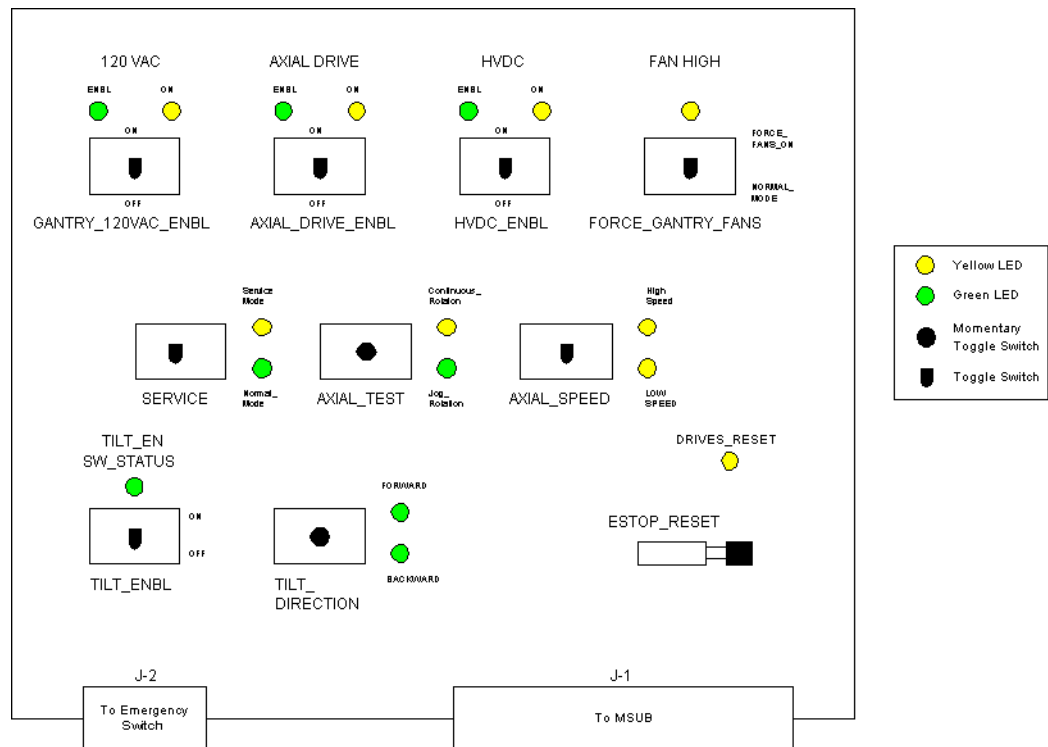 120 VAC
AXIAL DRIVE
HVDC
FAN HIGH
ENBL
ON
ENBL
ON
ENBL
ON
ON
ON
ON
FORCE_
FANS_ON
NORMAL_
MODE
OFF
OFF
OFF
GANTRY_120VAC_ENBL
AXIAL_DRIVE_ENBL
HVDC_ENBL
FORCE_GANTRY_FANS
Yellow LED
Green LED
Momentary
Toggle Switch
Toggle Switch
Service
Mode
Continuous_
Rotation
High
Speed
Normal_
Mode
Jog_
Rotation
LOW
SPEED
SERVICE
AXIAL_TEST
AXIAL_SPEED
TILT_EN
SW_STATUS
DRIVES_RESET
ON
OFF
FORWARD
BACKWARD
ESTOP_RESET
TILT_ENBL
TILT_
DIRECTION
J-2
J-1
To Emergency
Switch
To MSUB